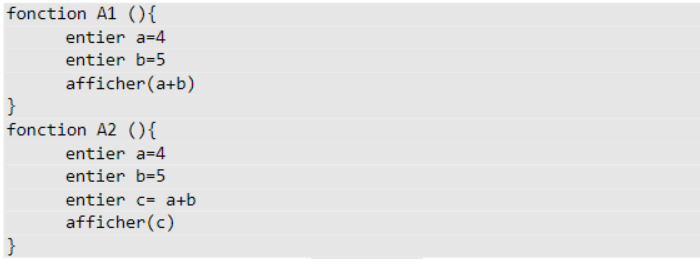 fonction A1 (){
entier a=4
entier b=5
afficher(a+b)
}
fonction A2 (){
entier a=4
entier b=5
entier c= a+b
afficher(c)
}